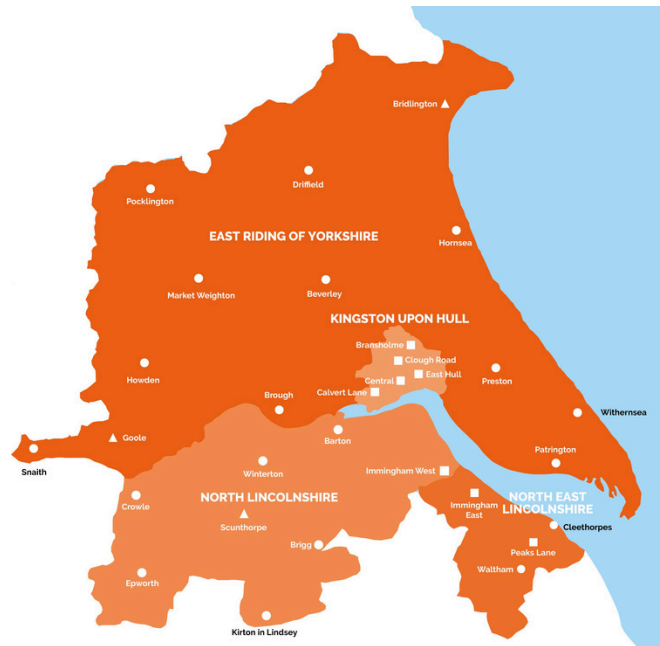 Bridlington
Driffield
Pocklington
EAST RIDING OF YORKSHIRE
Hornsea
Market Weighton
Beverley
KINGSTON UPON HULL
Bransholme
Clough Road
East Hull
Central
Calvert Lane
Howden
Preston
Brough
Withernsea
Goole
Barton
Snaith
Patrington
Winterton
Immingham West
NORTH LINCOLNSHIRE
NORTH EAST
LINCOLNSHIRE
Crowle
Immingham
East
Scunthorpe
Cleethorpes
Brigg
Peaks Lane
Waltham
Epworth
Kirton in Lindsey